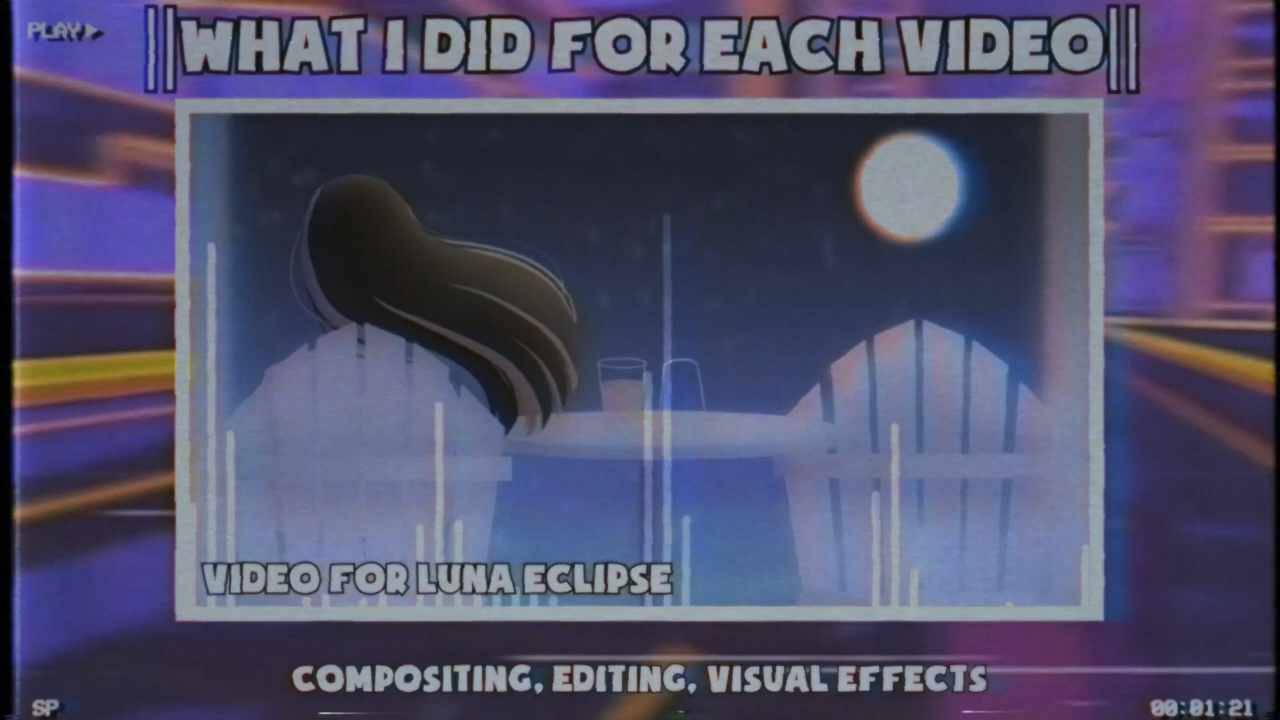 PLAY
||WHAT I DID FOR EACH VIDEO||
VIDEO FOR LUNA ECLIPSE
COMPOSITING, EDITING, VISUAL EFFECTS
SP
00:01:21